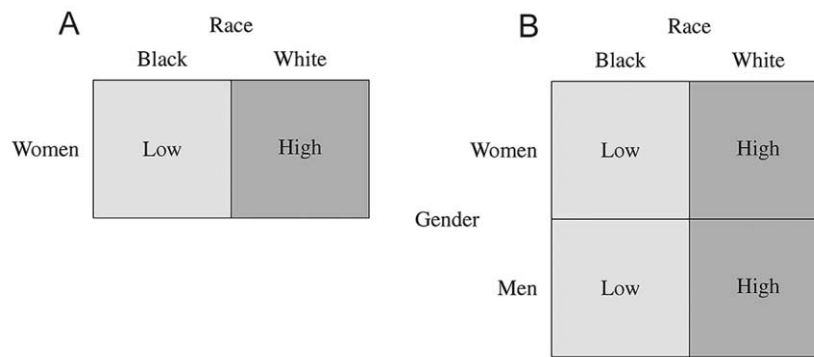 A
Race
Black White
Women Low High
B
Race
Black White
Women Low High
Gender
Men Low High